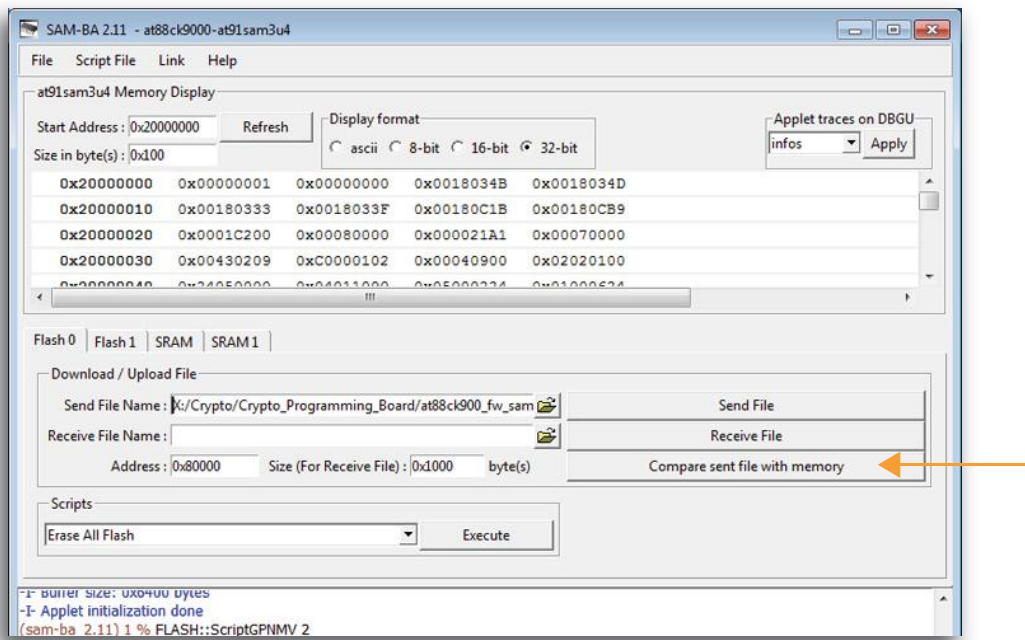 SAM-BA 2.11 - at88ck9000-at91sam3u4
File Script File Link Help
at91sam3u4 Memory Display
Start Address : 0x20000000 Refresh
Size in byte(s) : 0x100
Display format
ascii 8-bit 16-bit 32-bit
Applet traces on DBGU
infos Apply
0x20000000 0x00000001 0x00000000 0x0018034B 0x0018034D
0x20000010 0x00180333 0x0018033F 0x00180C1B 0x00180CB9
0x20000020 0x0001C200 0x00080000 0x000021A1 0x00070000
0x20000030 0x00430209 0xC0000102 0x00040900 0x02020100
0x20000040
Flash 0 Flash 1 SRAM SRAM 1
Download / Upload File
Send File Name : X:/Crypto/Crypto_Programming_Board/at88ck900_fw_sam Send File
Receive File Name : Receive File
Address : 0x80000 Size (For Receive File) : 0x1000 byte(s) Compare sent file with memory
Scripts
Erase All Flash Execute
-I- Buffer size: 0x6400 bytes
-I- Applet initialization done
(sam-ba_2.11) 1 % FLASH::ScriptGPNMV 2